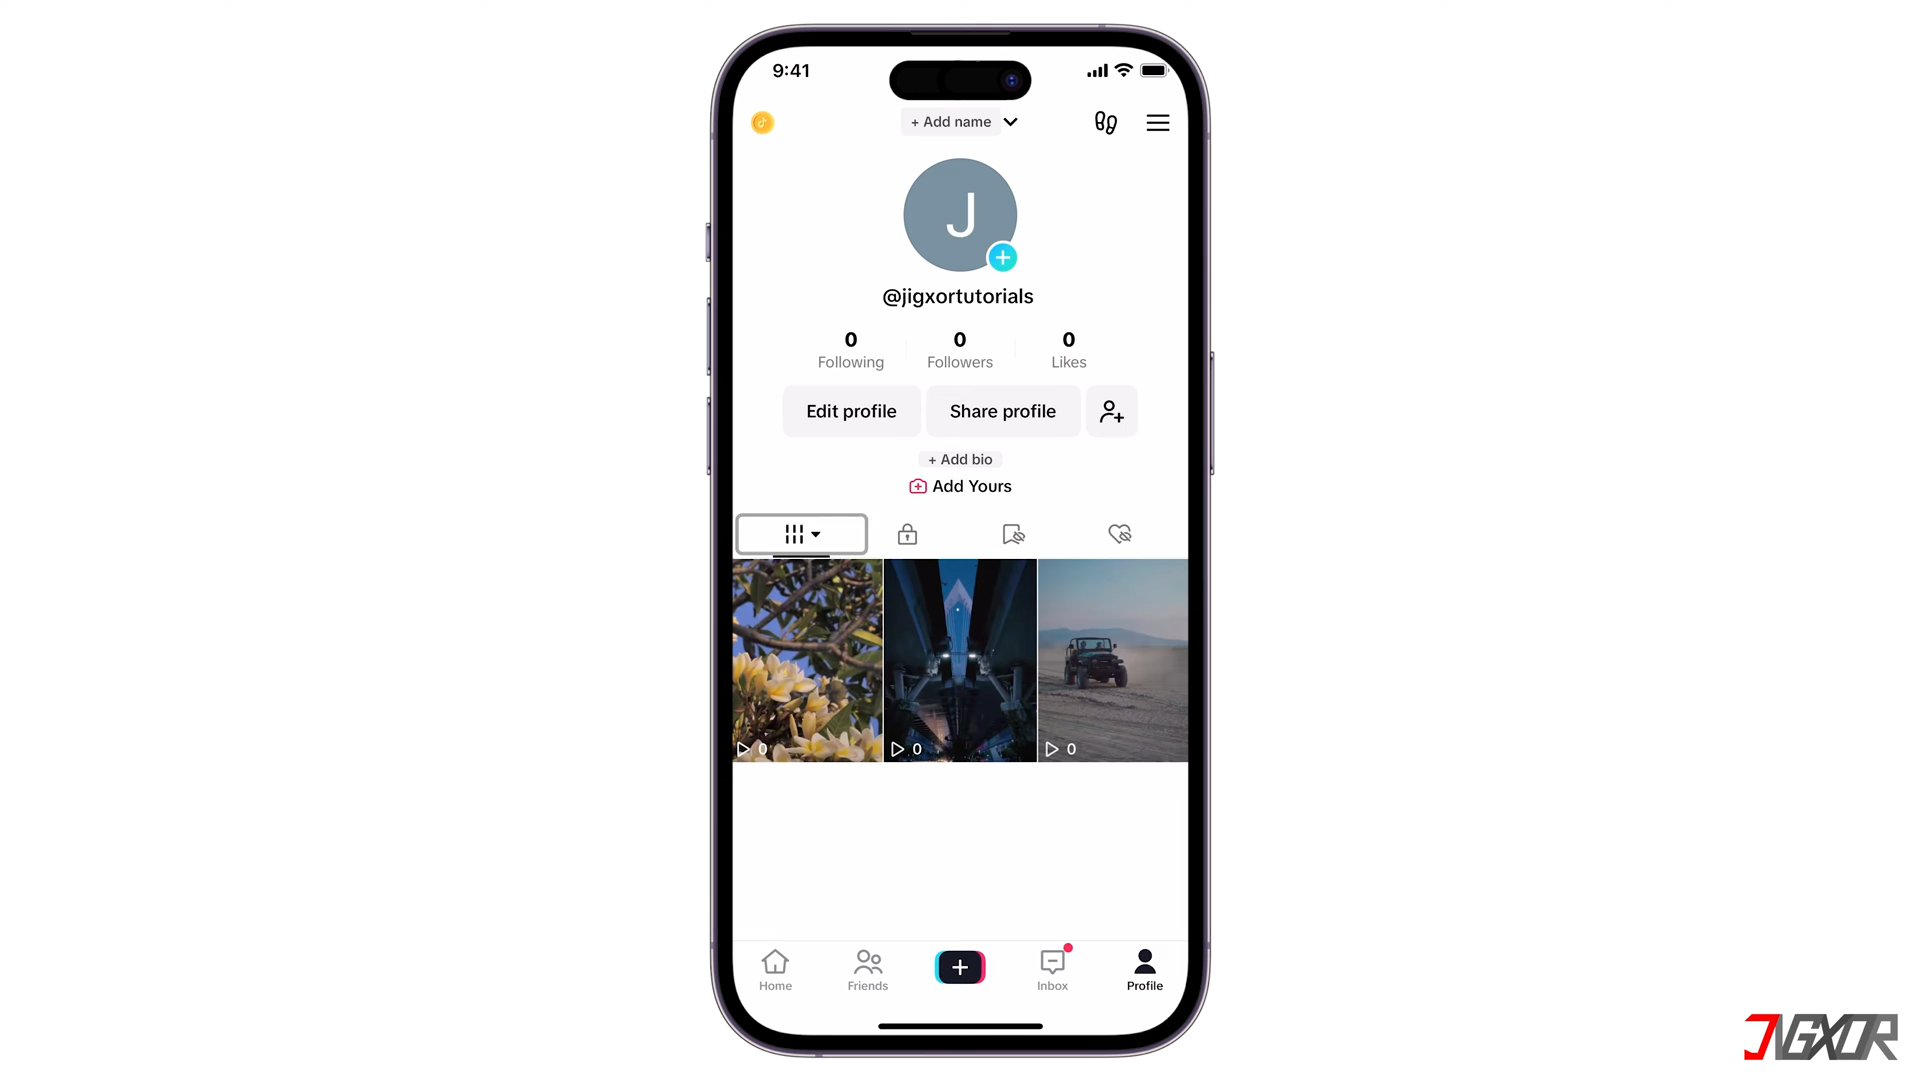 9:41
+ Add name
J
@jigxortutorials
0 0 0
Following Followers Likes
Edit profile Share profile
+ Add bio
Add Yours
0 0 0
Home Friends Inbox Profile
JIGXOR